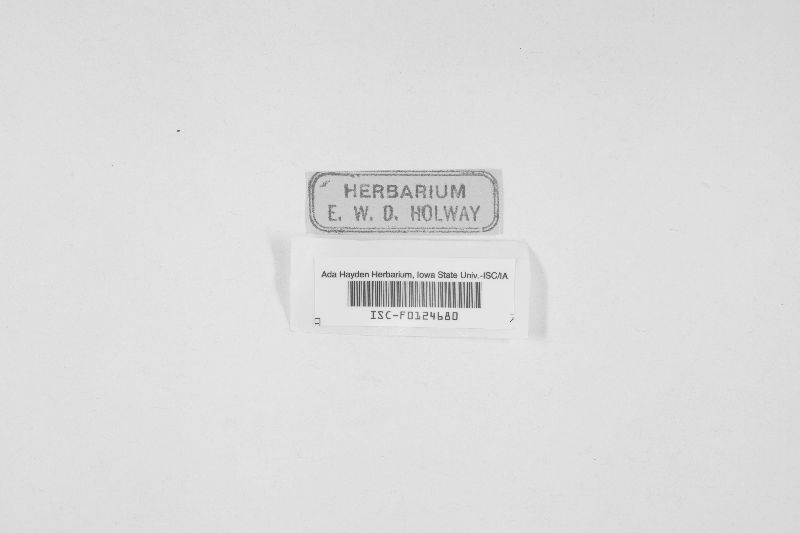 HERBARIUM
E. W. D. HOLWAY
Ada Hayden Herbarium, Iowa State Univ.-ISC/IA
ISC-F0124680